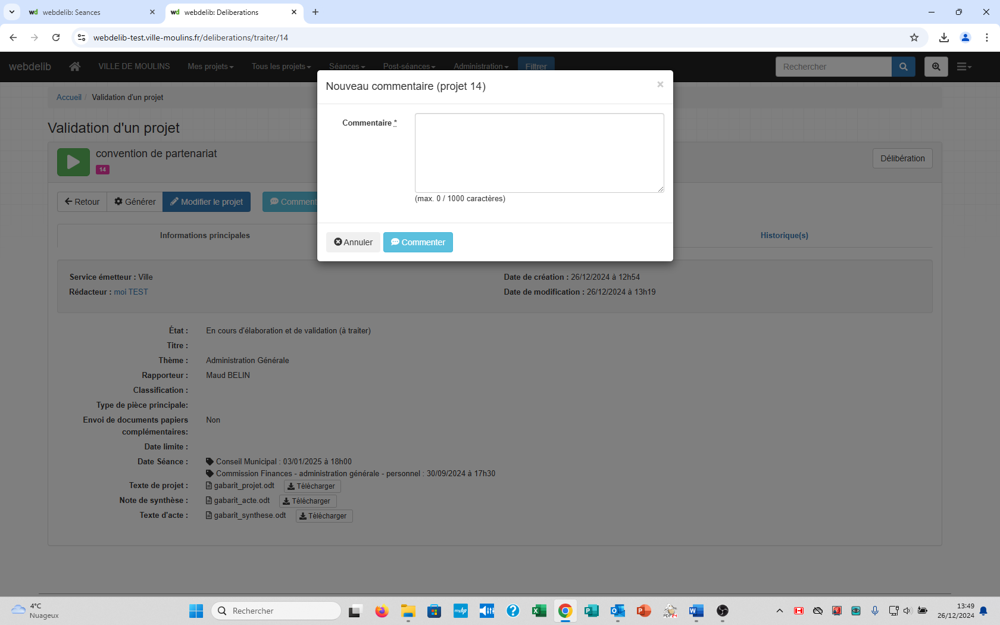 webdelib: Seances
webdelib: Deliberations
webdelib-test.ville-moulins.fr/deliberations/traiter/14
webdelib VILLE DE MOULINS Mes projets Tous les projets Séances Post-séances Administration Filtrer Rechercher
Nouveau commentaire (projet 14) ×
Accueil / Validation d'un projet
Commentaire *
Validation d'un projet
convention de partenariat
14
Délibération
(max. 0 / 1000 caractères)
Retour Générer Modifier le projet Comment
Informations principales
Historique(s)
Annuler Commenter
Service émetteur : Ville
Date de création : 26/12/2024 à 12h54
Rédacteur : moi TEST
Date de modification : 26/12/2024 à 13h19
État : En cours d'élaboration et de validation (à traiter)
Titre :
Thème : Administration Générale
Rapporteur : Maud BELIN
Classification :
Type de pièce principale:
Envoi de documents papiers Non
complémentaires:
Date limite :
Date Séance : Conseil Municipal : 03/01/2025 à 18h00
Commission Finances - administration générale - personnel : 30/09/2024 à 17h30
Texte de projet : gabarit_projet.odt Télécharger
Note de synthèse : gabarit_acte.odt Télécharger
Texte d'acte : gabarit_synthese.odt Télécharger
4°C
Nuageux
Rechercher
13:49
26/12/2024